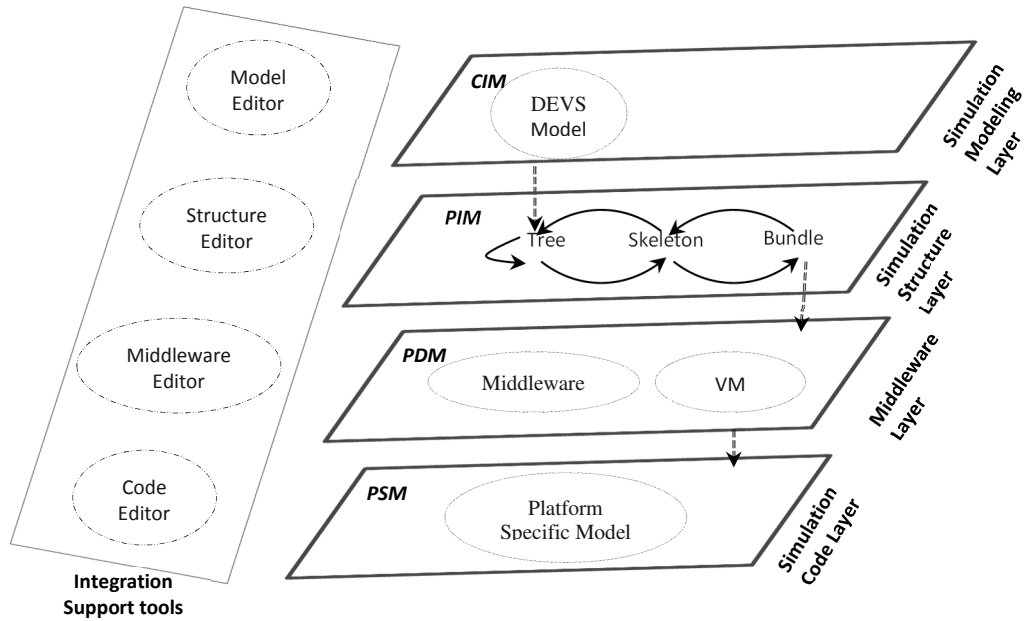 Model
Editor
Structure
Editor
Middleware
Editor
Code
Editor
Integration
Support tools
CIM
DEVS
Model
Simulation
Modeling
Layer
PIM
Tree
Skeleton
Bundle
Simulation
Structure
Layer
PDM
Middleware
VM
Middleware
Layer
PSM
Platform
Specific Model
Simulation
Code Layer